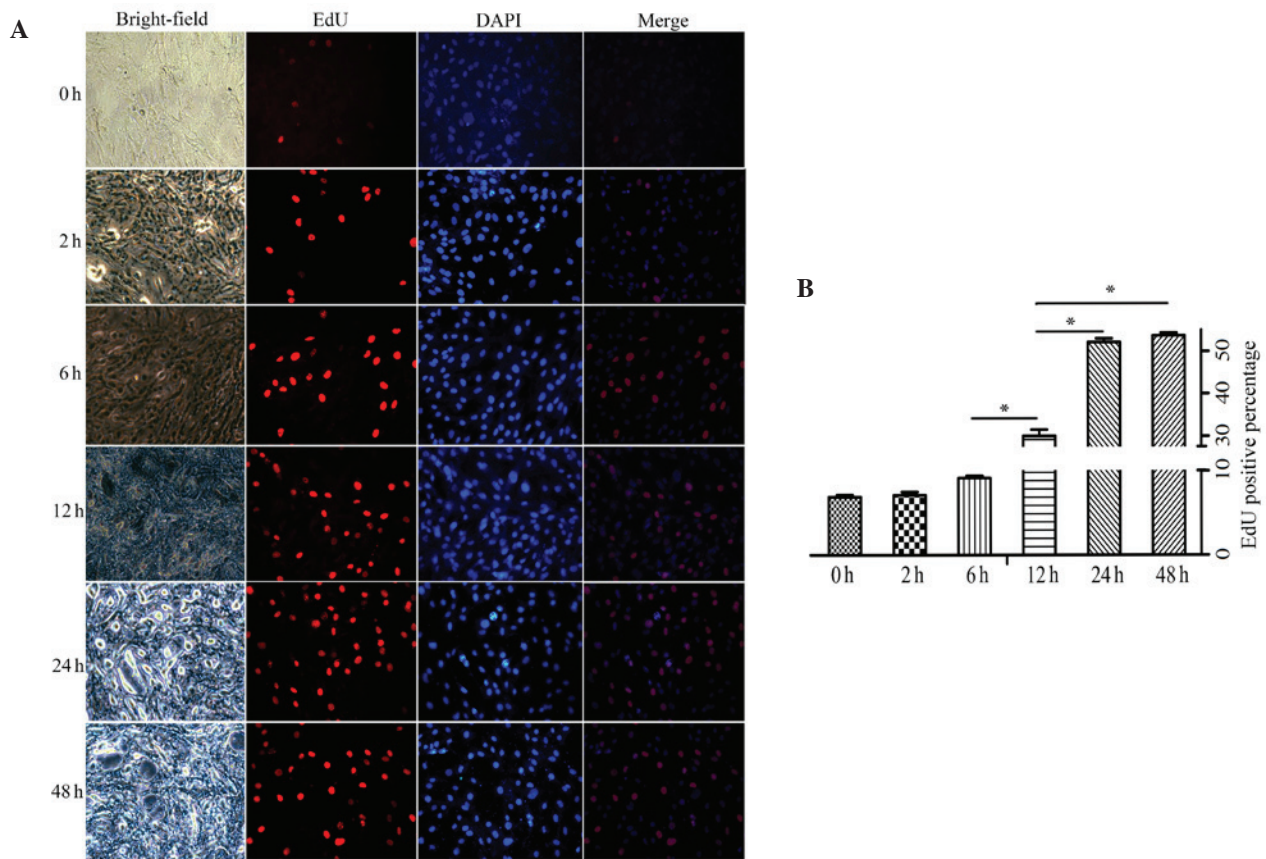 A
Bright-field EdU DAPI Merge
0 h
2 h
6 h
12 h
24 h
48 h
B
*
*
*
50
40
30
10
0
EdU positive percentage
0 h 2 h 6 h 12 h 24 h 48 h